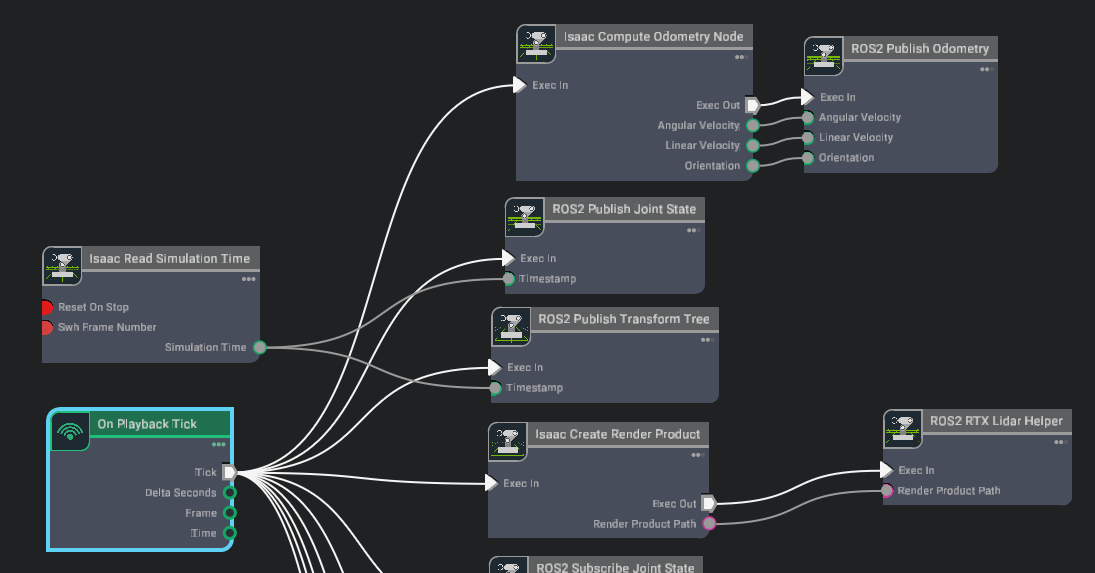 Isaac Compute Odometry Node
Exec In
Exec Out
Angular Velocity
Linear Velocity
Orientation
ROS2 Publish Odometry
Exec In
Angular Velocity
Linear Velocity
Orientation
ROS2 Publish Joint State
Exec In
Timestamp
Isaac Read Simulation Time
Reset On Stop
Swh Frame Number
Simulation Time
ROS2 Publish Transform Tree
Exec In
Timestamp
On Playback Tick
Tick
Delta Seconds
Frame
Time
Isaac Create Render Product
Exec In
Exec Out
Render Product Path
ROS2 RTX Lidar Helper
Exec In
Render Product Path
ROS2 Subscribe Joint State